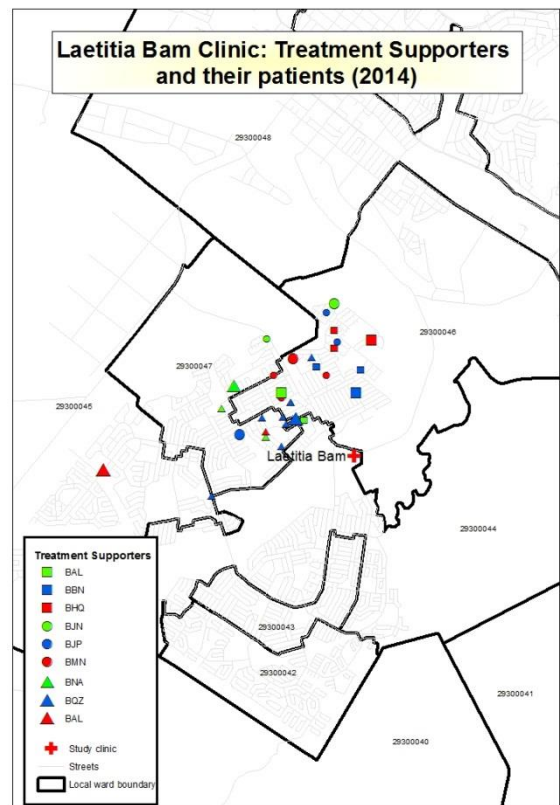 Laetitia Bam Clinic: Treatment Supporters
and their patients (2014)
29300048
29300046
29300047
29300045
Laetitia Bam
29300044
29300043
29300042
29300041
29300040
Treatment Supporters
BAL
BBN
BHQ
BJN
BJP
BMN
BNA
BQZ
BAL
Study clinic
Streets
Local ward boundary